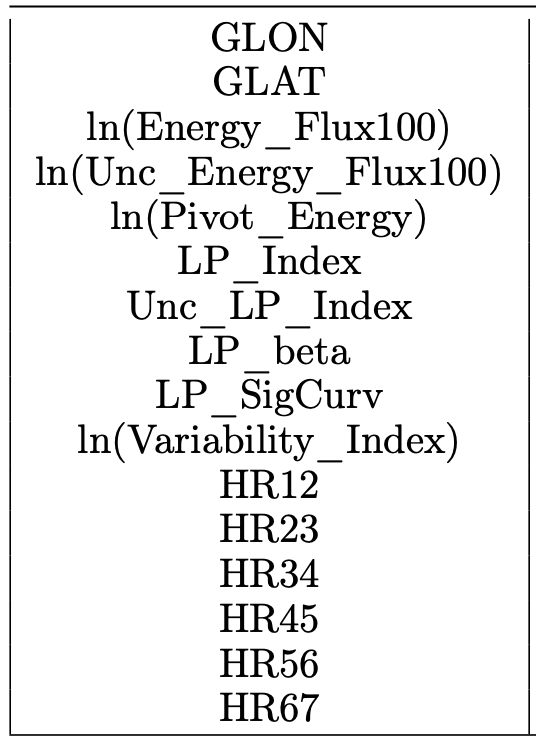 GLON
GLAT
ln(Energy_Flux100)
ln(Unc_Energy_Flux100)
ln(Pivot_Energy)
LP_Index
Unc_LP_Index
LP_beta
LP_SigCurv
ln(Variability_Index)
HR12
HR23
HR34
HR45
HR56
HR67